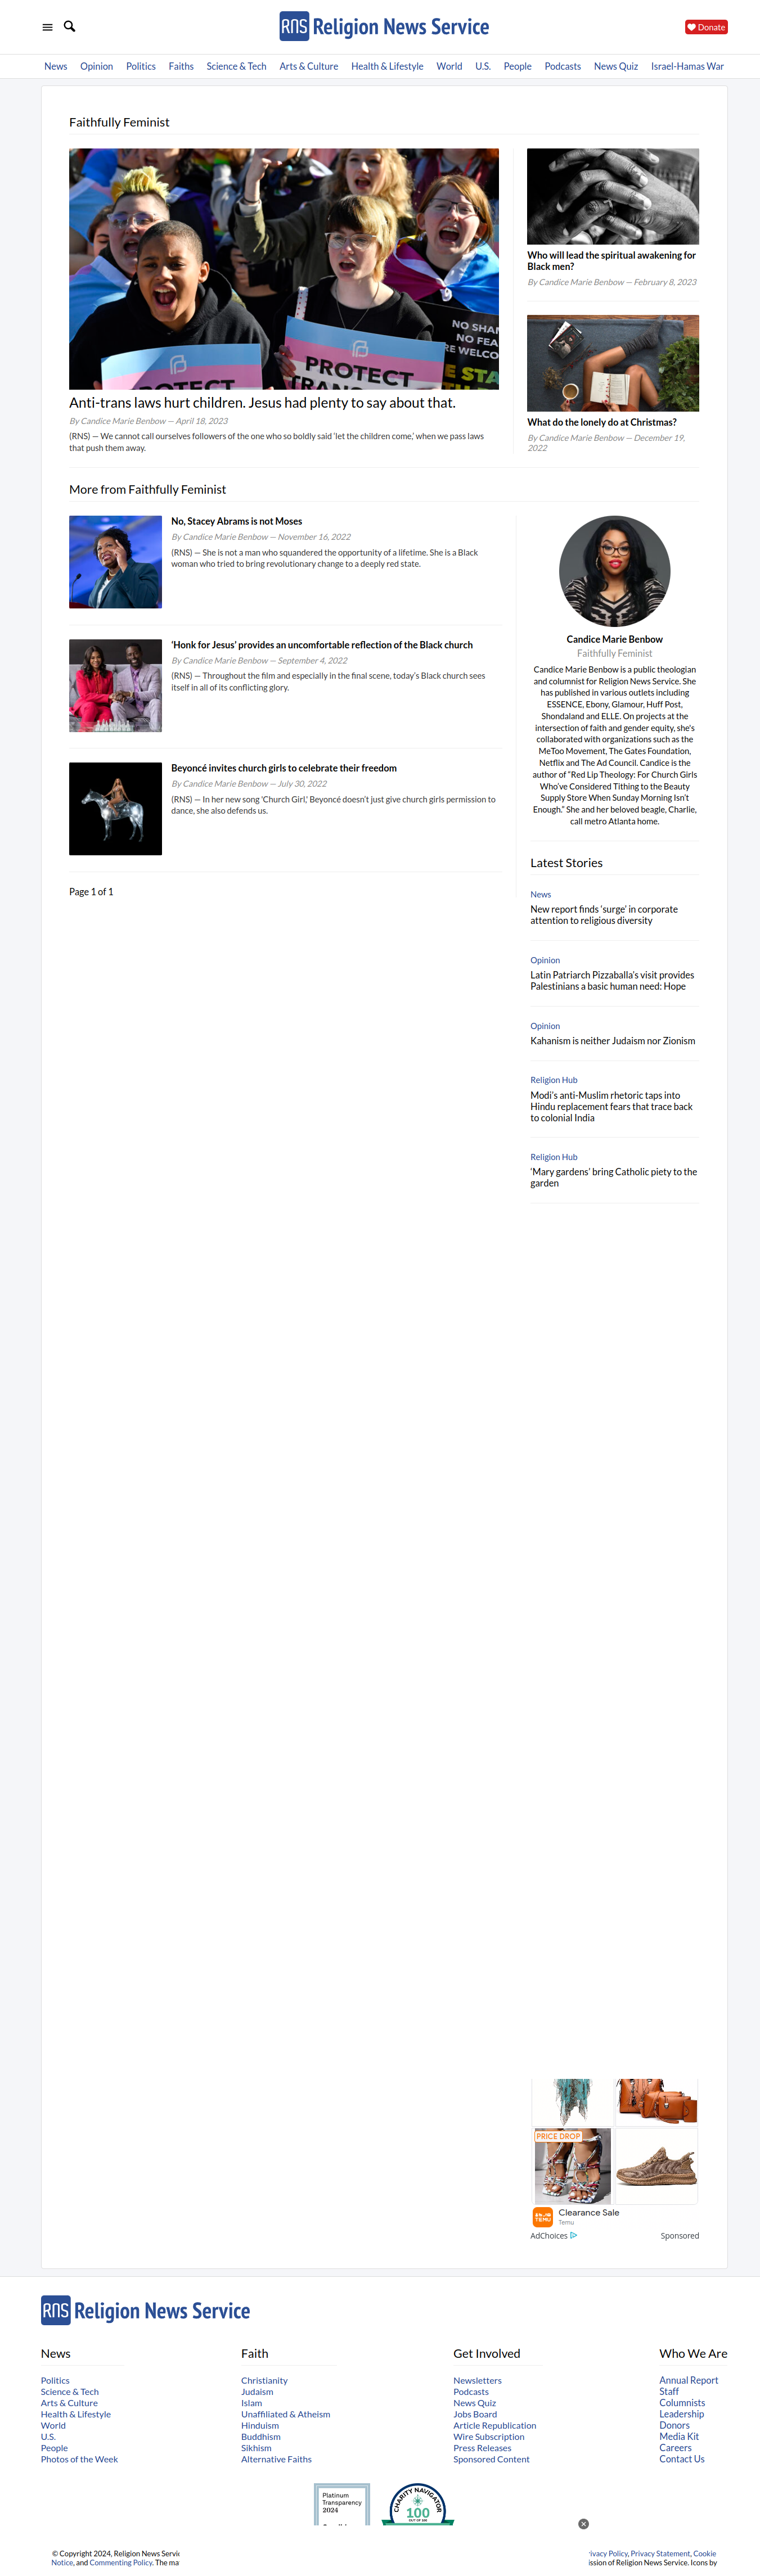 RNS Religion News Service
Donate
News Opinion Politics Faiths Science & Tech Arts & Culture Health & Lifestyle World U.S. People Podcasts News Quiz Israel-Hamas War
Faithfully Feminist
PROTECT
PROTECT
TRANS
NO SHAM
NO FEA
RE WELCO
E STA
Anti-trans laws hurt children. Jesus had plenty to say about that.
By Candice Marie Benbow — April 18, 2023
(RNS) — We cannot call ourselves followers of the one who so boldly said ‘let the children come,’ when we pass laws
that push them away.
Who will lead the spiritual awakening for
Black men?
By Candice Marie Benbow — February 8, 2023
What do the lonely do at Christmas?
By Candice Marie Benbow — December 19,
2022
More from Faithfully Feminist
No, Stacey Abrams is not Moses
By Candice Marie Benbow — November 16, 2022
(RNS) — She is not a man who squandered the opportunity of a lifetime. She is a Black
woman who tried to bring revolutionary change to a deeply red state.
‘Honk for Jesus’ provides an uncomfortable reflection of the Black church
By Candice Marie Benbow — September 4, 2022
(RNS) — Throughout the film and especially in the final scene, today’s Black church sees
itself in all of its conflicting glory.
Beyoncé invites church girls to celebrate their freedom
By Candice Marie Benbow — July 30, 2022
(RNS) — In her new song ‘Church Girl,’ Beyoncé doesn’t just give church girls permission to
dance, she also defends us.
Page 1 of 1
Candice Marie Benbow
Faithfully Feminist
Candice Marie Benbow is a public theologian
and columnist for Religion News Service. She
has published in various outlets including
ESSENCE, Ebony, Glamour, Huff Post,
Shondaland and ELLE. On projects at the
intersection of faith and gender equity, she's
collaborated with organizations such as the
MeToo Movement, The Gates Foundation,
Netflix and The Ad Council. Candice is the
author of “Red Lip Theology: For Church Girls
Who’ve Considered Tithing to the Beauty
Supply Store When Sunday Morning Isn’t
Enough.” She and her beloved beagle, Charlie,
call metro Atlanta home.
Latest Stories
News
New report finds ‘surge’ in corporate
attention to religious diversity
Opinion
Latin Patriarch Pizzaballa’s visit provides
Palestinians a basic human need: Hope
Opinion
Kahanism is neither Judaism nor Zionism
Religion Hub
Modi’s anti-Muslim rhetoric taps into
Hindu replacement fears that trace back
to colonial India
Religion Hub
‘Mary gardens’ bring Catholic piety to the
garden
PRICE DROP
TEMU
Clearance Sale
Temu
AdChoices
Sponsored
RNS Religion News Service
News
Politics
Science & Tech
Arts & Culture
Health & Lifestyle
World
U.S.
People
Photos of the Week
Faith
Christianity
Judaism
Islam
Unaffiliated & Atheism
Hinduism
Buddhism
Sikhism
Alternative Faiths
Get Involved
Newsletters
Podcasts
News Quiz
Jobs Board
Article Republication
Wire Subscription
Press Releases
Sponsored Content
Who We Are
Annual Report
Staff
Columnists
Leadership
Donors
Media Kit
Careers
Contact Us
Platinum
Transparency
2024
CHARITY NAVIGATOR
100
OUT OF 100
© Copyright 2024, Religion News Servic
ivacy Policy, Privacy Statement, Cookie
Notice, and Commenting Policy. The ma
ission of Religion News Service. Icons by